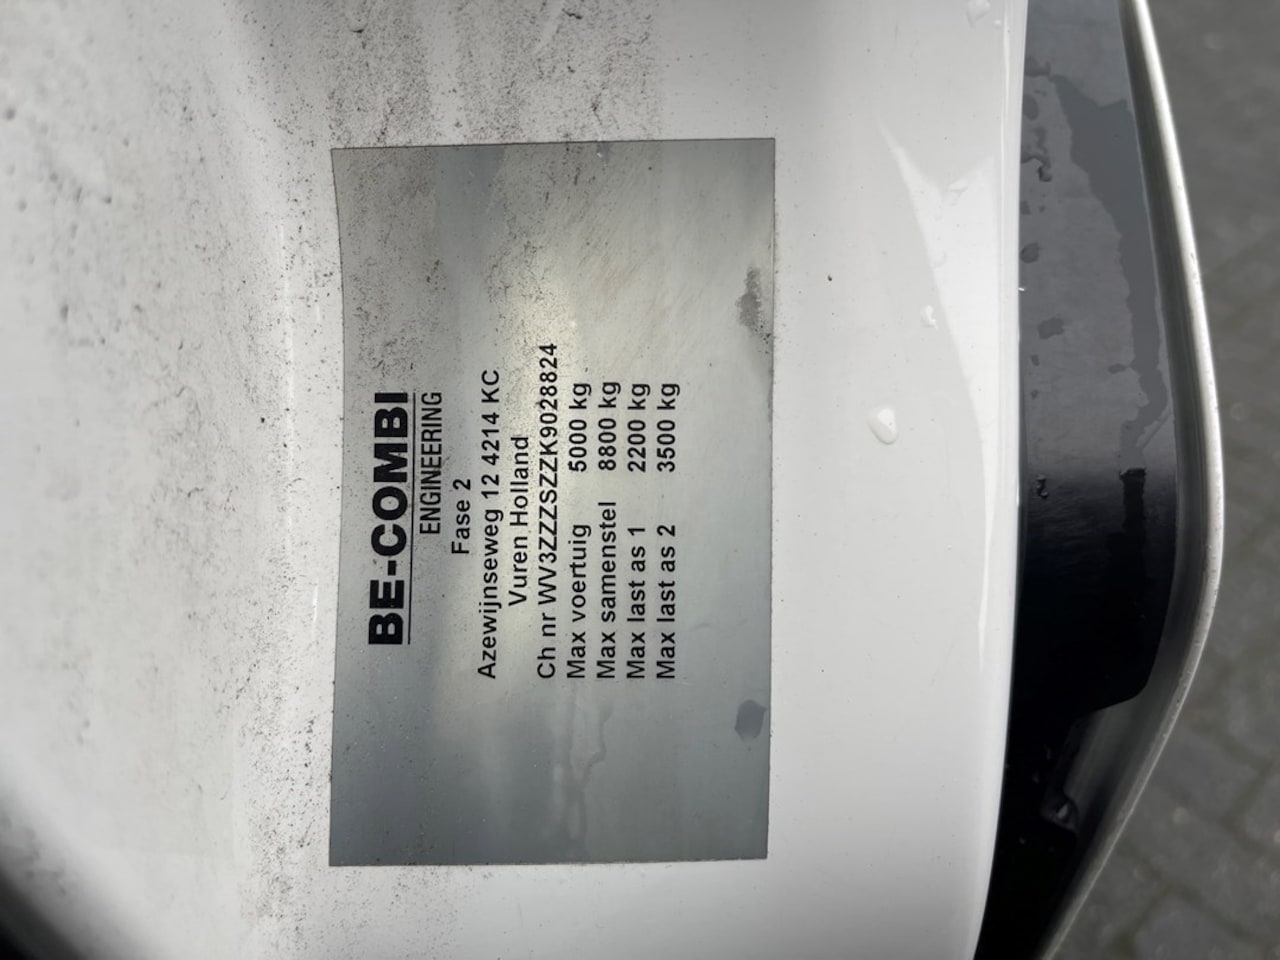 BE-COMBI
ENGINEERING
Fase 2
Azewijnseweg 12 4214 KC
Vuren Holland
Ch nr WV3ZZZSZZK9028824
Max voertuig 5000 kg
Max samenstel 8800 kg
Max last as 1 2200 kg
Max last as 2 3500 kg